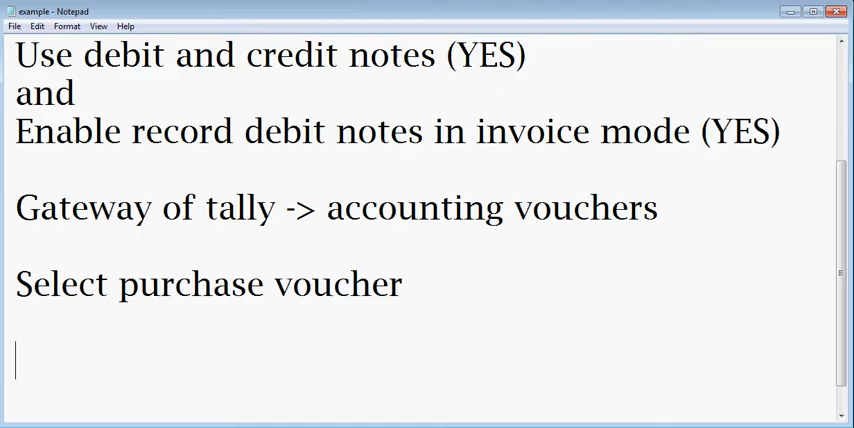 example - Notepad
File Edit Format View Help
Use debit and credit notes (YES)
and
Enable record debit notes in invoice mode (YES)
Gateway of tally -> accounting vouchers
Select purchase voucher